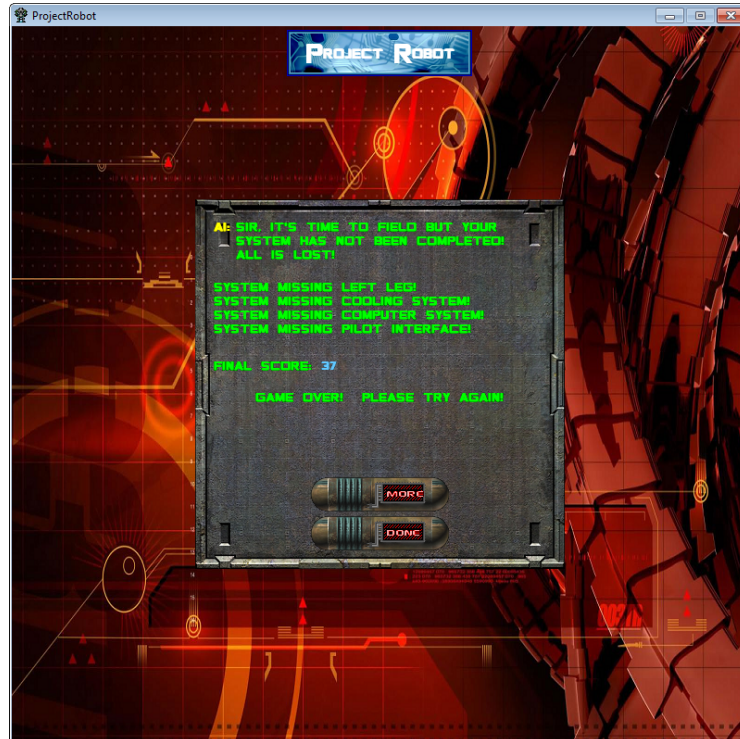 ProjectRobot
PROJECT ROBOT
AI: SIR, IT'S TIME TO FIELD BUT YOUR
SYSTEM HAS NOT BEEN COMPLETED!
ALL IS LOST!
SYSTEM MISSING LEFT LEG!
SYSTEM MISSING COOLING SYSTEM!
SYSTEM MISSING COMPUTER SYSTEM!
SYSTEM MISSING PILOT INTERFACE!
FINAL SCORE: 37
GAME OVER! PLEASE TRY AGAIN!
MORE
DONE